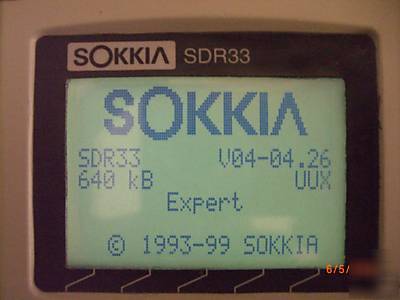 SOKKIA SDR33
SOKKIA
SDR33 V04-04.26
640 kB UUX
Expert
© 1993-99 SOKKIA
6/5/